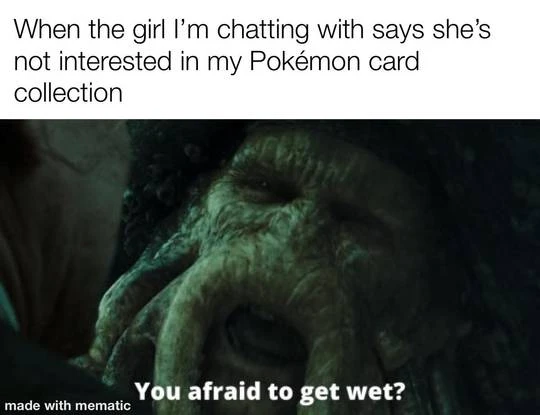 When the girl I’m chatting with says she’s
not interested in my Pokémon card
collection
You afraid to get wet?
made with mematic